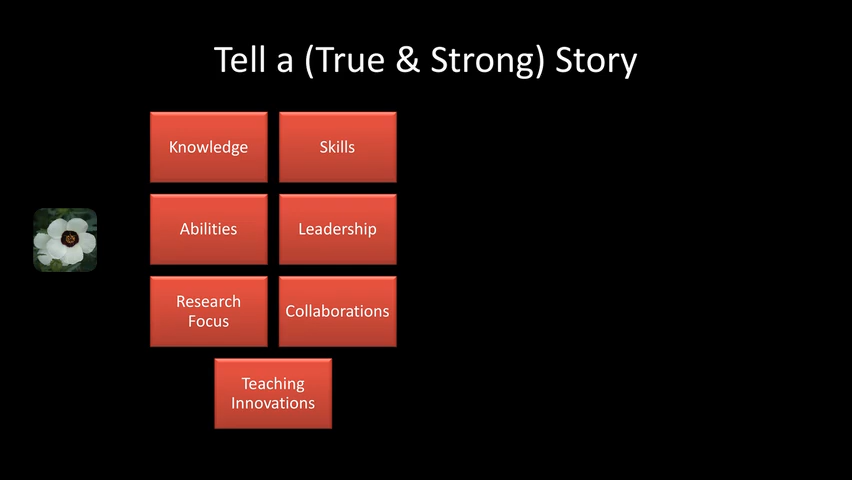 Tell a (True & Strong) Story
Knowledge
Skills
Abilities
Leadership
Research
Focus
Collaborations
Teaching
Innovations